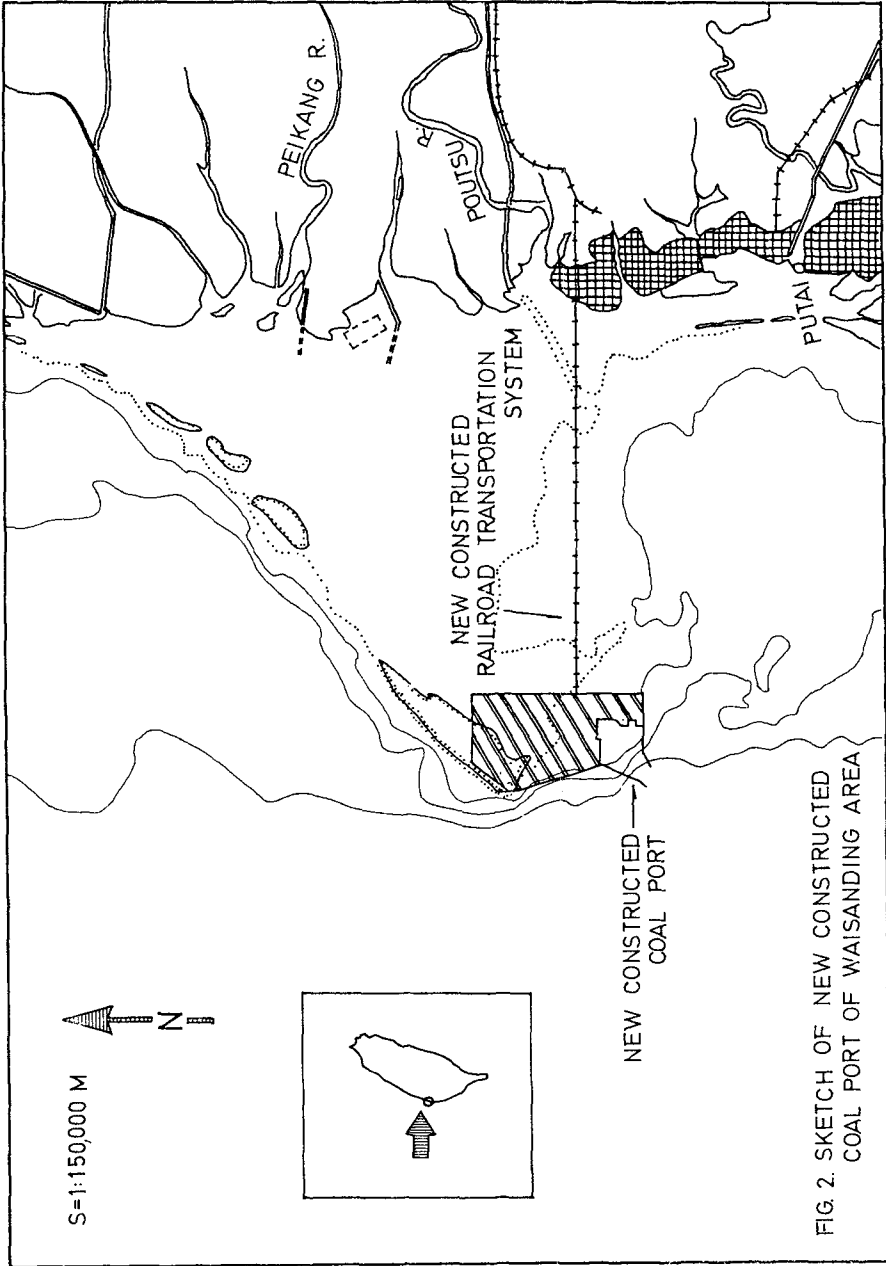 S=1:150,000 M
N
PEIKANG R.
POUTSU R.
NEW CONSTRUCTED
RAILROAD TRANSPORTATION
SYSTEM
PUTAI
NEW CONSTRUCTED
COAL PORT
FIG. 2. SKETCH OF NEW CONSTRUCTED
COAL PORT OF WAISANDING AREA